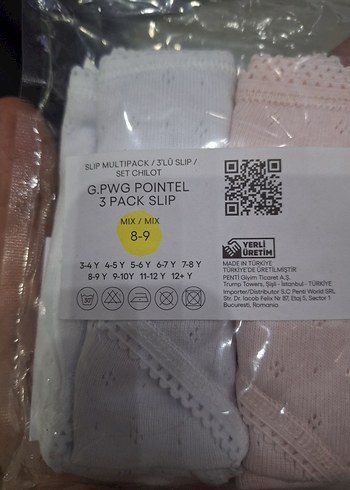 SLIP MULTIPACK / 3'LÜ SLIP /
SET CHILOT
G.PWG POINTEL
3 PACK SLIP
MIX / MIX
8-9
3-4 Y 4-5 Y 5-6 Y 6-7 Y 7-8 Y
8-9 Y 9-10Y 11-12 Y 12+ Y
YERLİ
ÜRETİM
MADE IN TÜRKİYE
TÜRKİYE'DE ÜRETİLMİŞTİR
PENTİ Giyim Ticaret A.Ş.
Trump Towers, Şişli - İstanbul - TÜRKİYE
Importer/Distributor S.C Penti World SRL
Str. Dr. Iacob Felix Nr 87, Etaj 5, Sector 1
Bucuresti, Romania